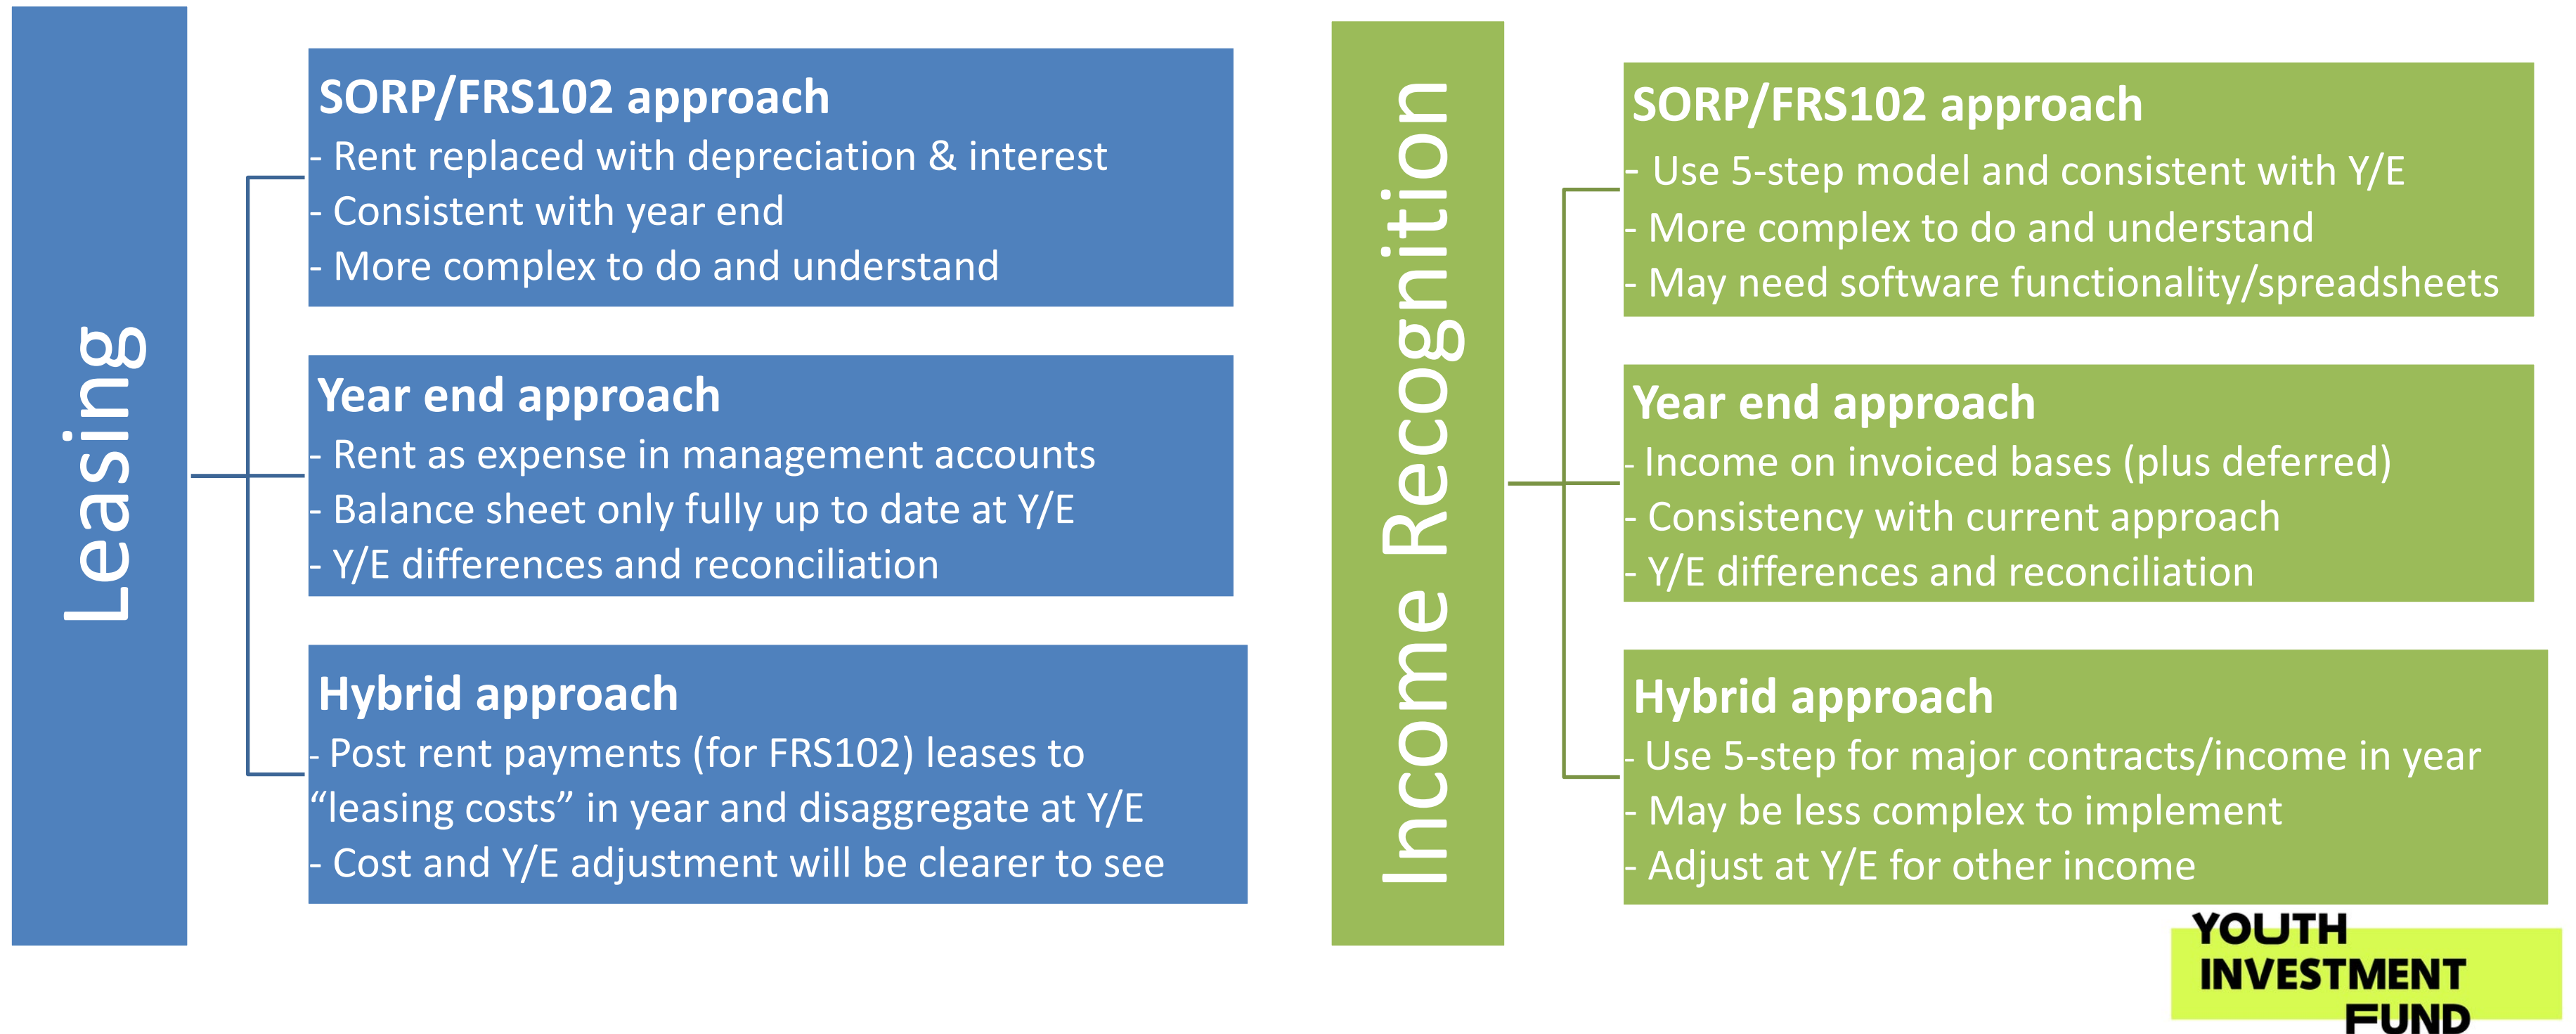 Leasing
SORP/FRS102 approach
- Rent replaced with depreciation & interest
- Consistent with year end
- More complex to do and understand
Year end approach
- Rent as expense in management accounts
- Balance sheet only fully up to date at Y/E
- Y/E differences and reconciliation
Hybrid approach
- Post rent payments (for FRS102) leases to
“leasing costs” in year and disaggregate at Y/E
- Cost and Y/E adjustment will be clearer to see
Income Recognition
SORP/FRS102 approach
- Use 5-step model and consistent with Y/E
- More complex to do and understand
- May need software functionality/spreadsheets
Year end approach
- Income on invoiced bases (plus deferred)
- Consistency with current approach
- Y/E differences and reconciliation
Hybrid approach
- Use 5-step for major contracts/income in year
- May be less complex to implement
- Adjust at Y/E for other income
YOUTH
INVESTMENT
FUND